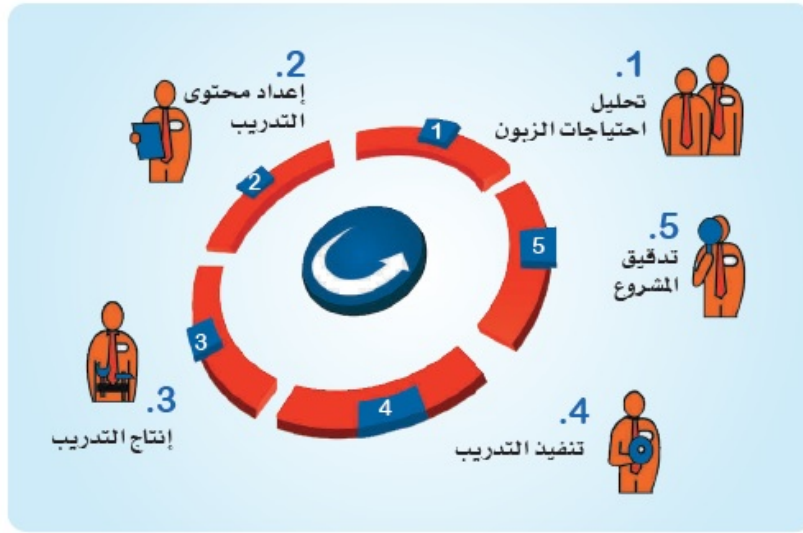 1.
تحليل
احتياجات الزبون
2.
إعداد محتوى
التدريب
3.
إنتاج التدريب
4.
تنفيذ التدريب
5.
تدقيق
المشروع
1
2
3
4
5